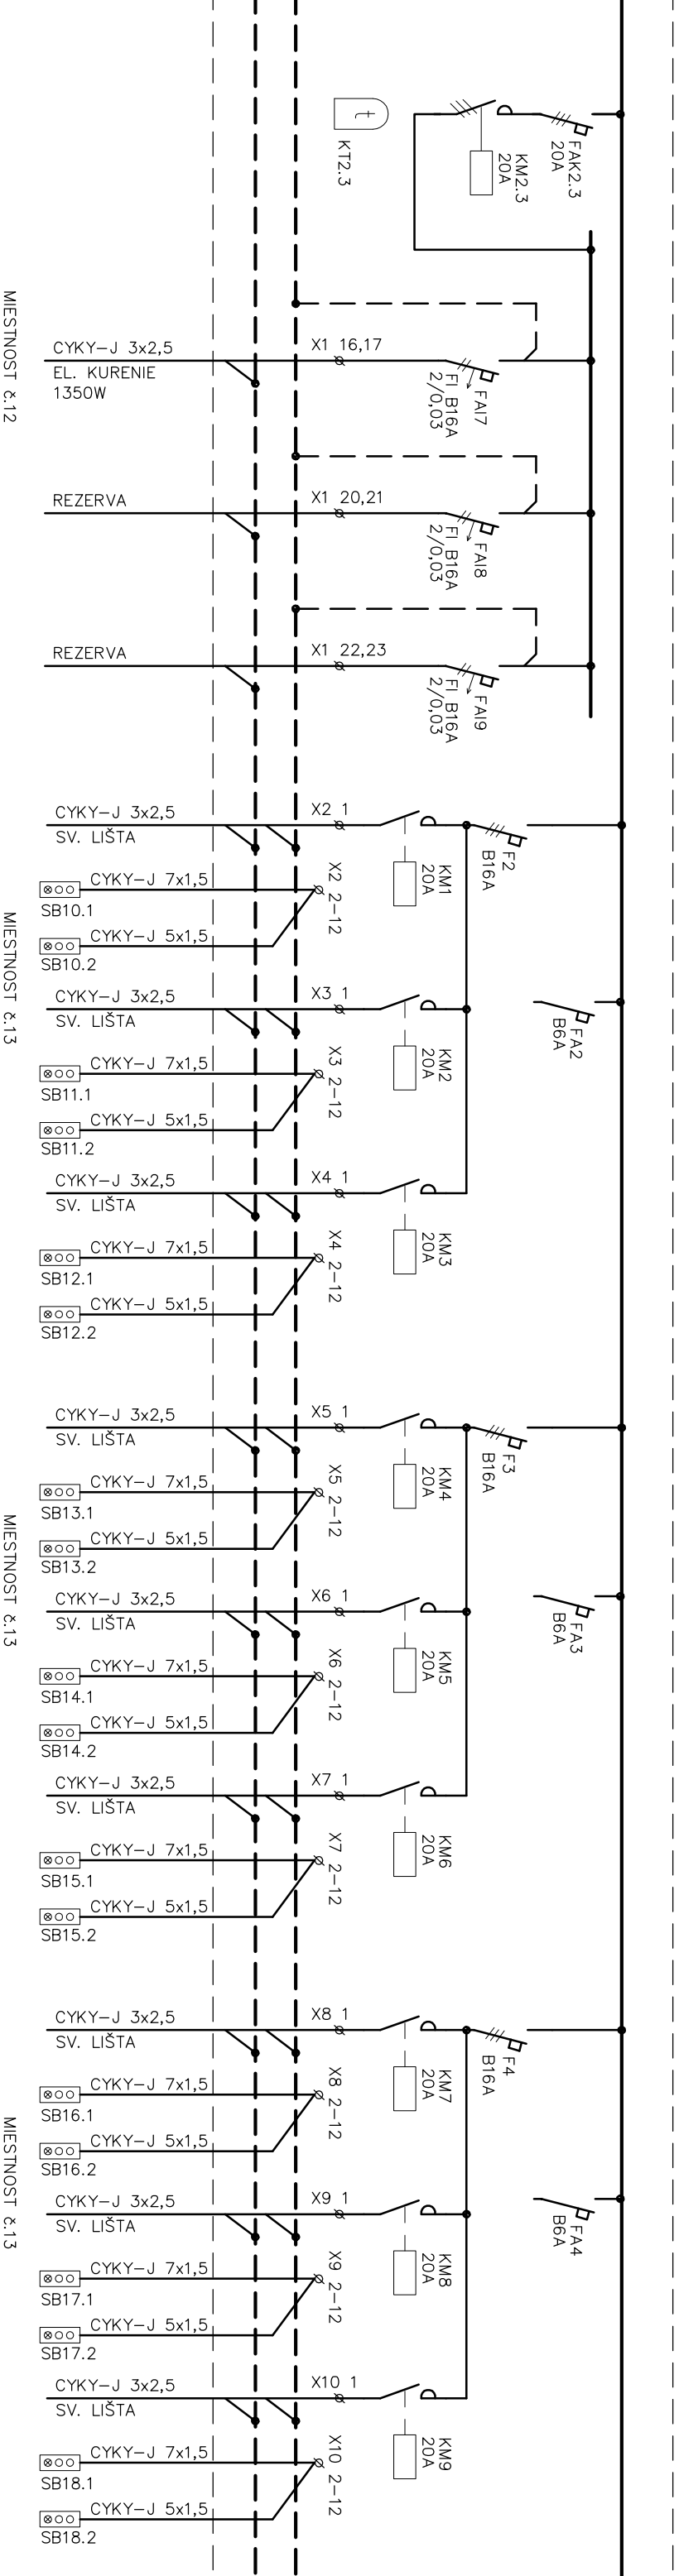 FAK2.3
20A
KM2.3
20A
t
KT2.3
MIESTNOST č.12
X1 16,17
CYKY-J 3x2,5
EL. KURENIE
1350W
FAI7
FI B16A
2/0,03
X1 20,21
REZERVA
FAI8
FI B16A
2/0,03
X1 22,23
REZERVA
FAI9
FI B16A
2/0,03
X2 1
CYKY-J 3x2,5
SV. LIŠTA
KM1
20A
F2
B16A
X2 2-12
CYKY-J 7x1,5
SB10.1
CYKY-J 5x1,5
SB10.2
MIESTNOST č.13
X3 1
CYKY-J 3x2,5
SV. LIŠTA
KM2
20A
FA2
B6A
X3 2-12
CYKY-J 7x1,5
SB11.1
CYKY-J 5x1,5
SB11.2
X4 1
CYKY-J 3x2,5
SV. LIŠTA
KM3
20A
X4 2-12
CYKY-J 7x1,5
SB12.1
CYKY-J 5x1,5
SB12.2
X5 1
CYKY-J 3x2,5
SV. LIŠTA
KM4
20A
F3
B16A
X5 2-12
CYKY-J 7x1,5
SB13.1
CYKY-J 5x1,5
SB13.2
MIESTNOST č.13
X6 1
CYKY-J 3x2,5
SV. LIŠTA
KM5
20A
FA3
B6A
X6 2-12
CYKY-J 7x1,5
SB14.1
CYKY-J 5x1,5
SB14.2
X7 1
CYKY-J 3x2,5
SV. LIŠTA
KM6
20A
X7 2-12
CYKY-J 7x1,5
SB15.1
CYKY-J 5x1,5
SB15.2
X8 1
CYKY-J 3x2,5
SV. LIŠTA
KM7
20A
F4
B16A
X8 2-12
CYKY-J 7x1,5
SB16.1
CYKY-J 5x1,5
SB16.2
MIESTNOST č.13
X9 1
CYKY-J 3x2,5
SV. LIŠTA
KM8
20A
FA4
B6A
X9 2-12
CYKY-J 7x1,5
SB17.1
CYKY-J 5x1,5
SB17.2
X10 1
CYKY-J 3x2,5
SV. LIŠTA
KM9
20A
X10 2-12
CYKY-J 7x1,5
SB18.1
CYKY-J 5x1,5
SB18.2